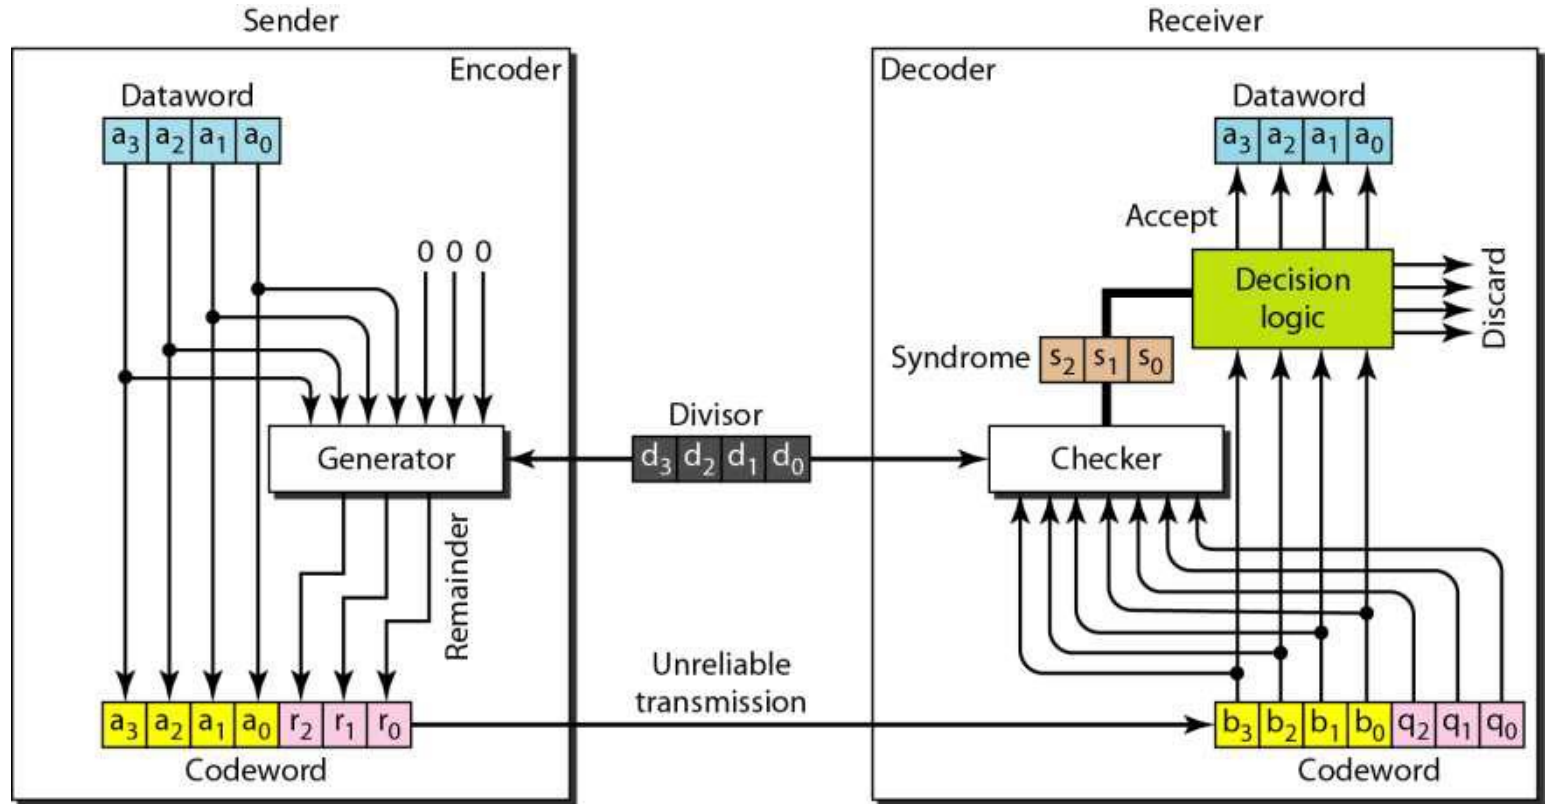 Sender
Encoder
Dataword
a3 a2 a1 a0
0 0 0
Generator
Remainder
a3 a2 a1 a0 r2 r1 r0
Codeword
Divisor
d3 d2 d1 d0
Unreliable
transmission
Receiver
Decoder
Dataword
a3 a2 a1 a0
Accept
Decision
logic
Discard
Syndrome
s2 s1 s0
Checker
b3 b2 b1 b0 q2 q1 q0
Codeword